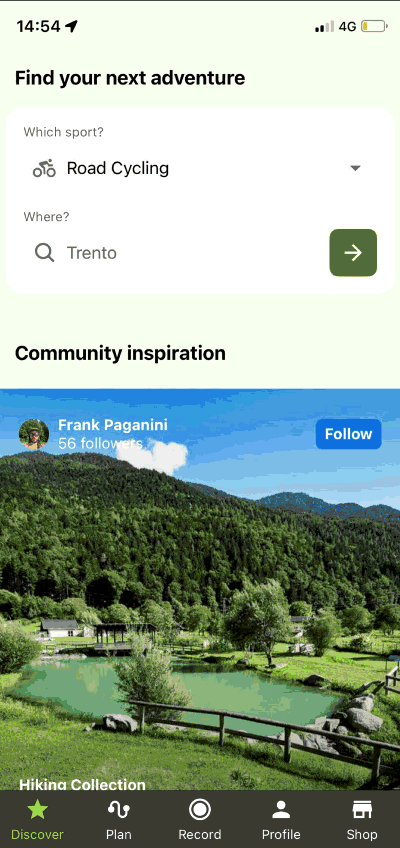 14:54
4G
Find your next adventure
Which sport?
Road Cycling
Where?
Trento
Community inspiration
Frank Paganini
56 followers
Follow
Hiking Collection
Discover
Plan
Record
Profile
Shop